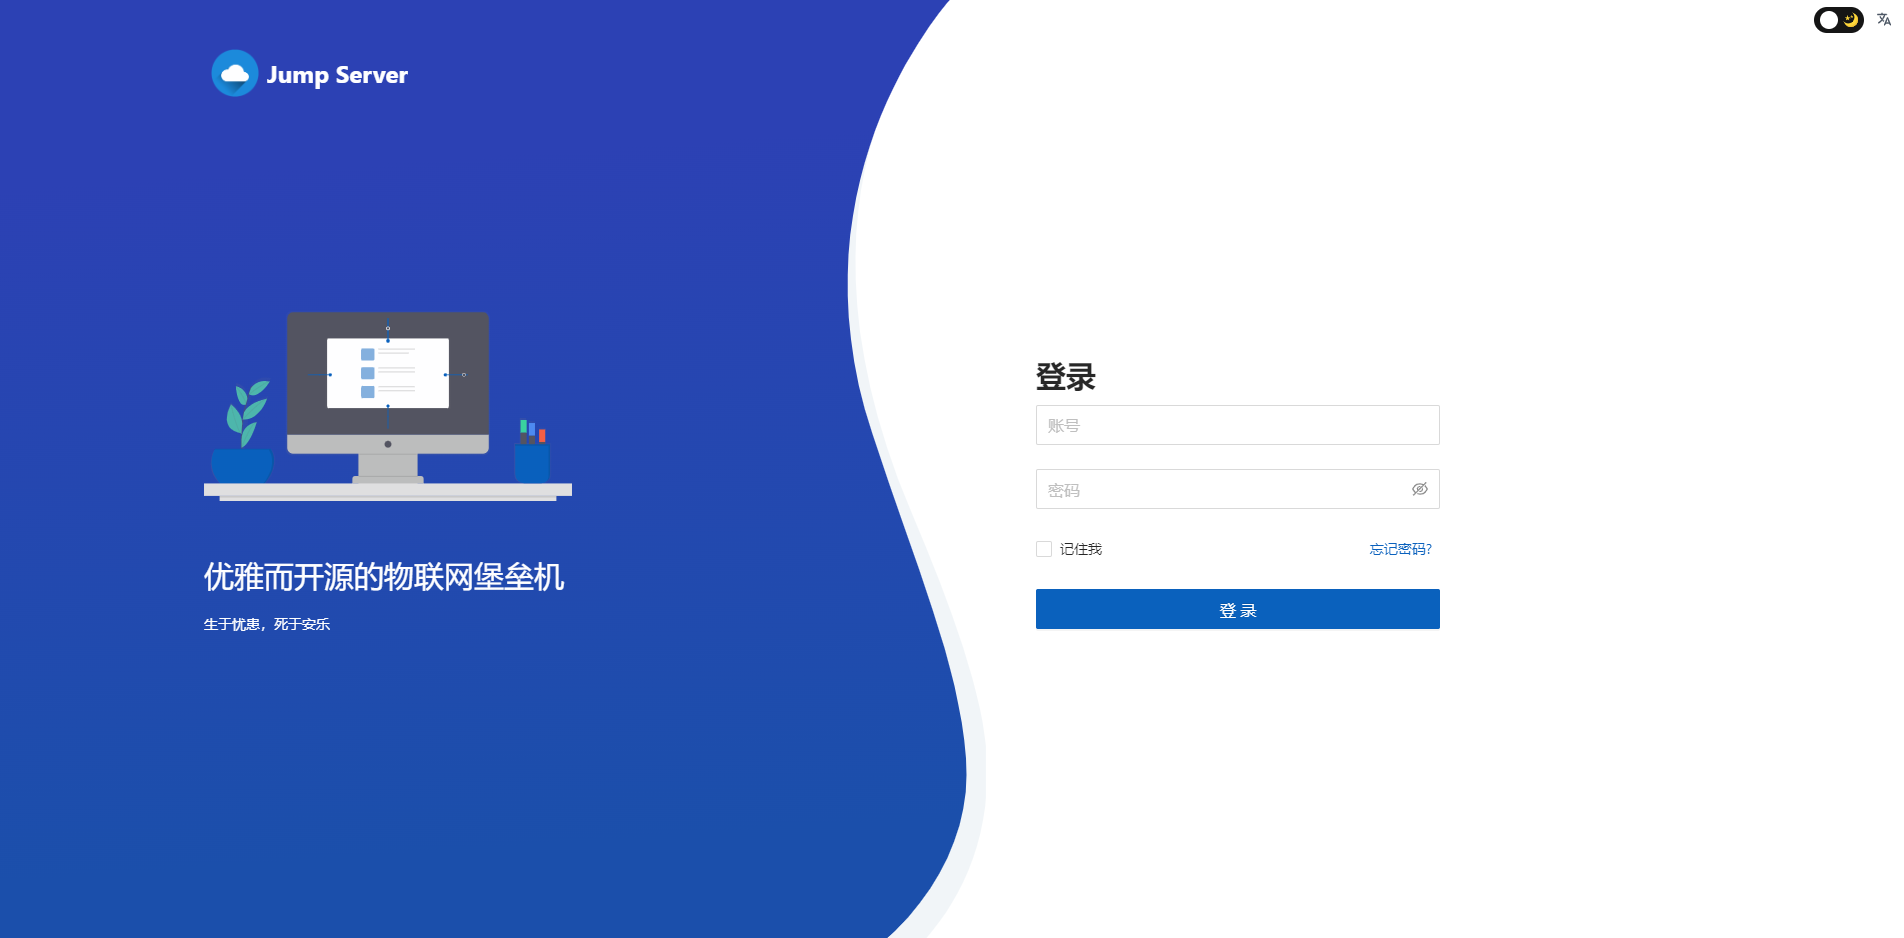 Jump Server
优雅而开源的物联网堡垒机
生于忧患，死于安乐
登录
账号
密码
记住我
忘记密码?
登 录